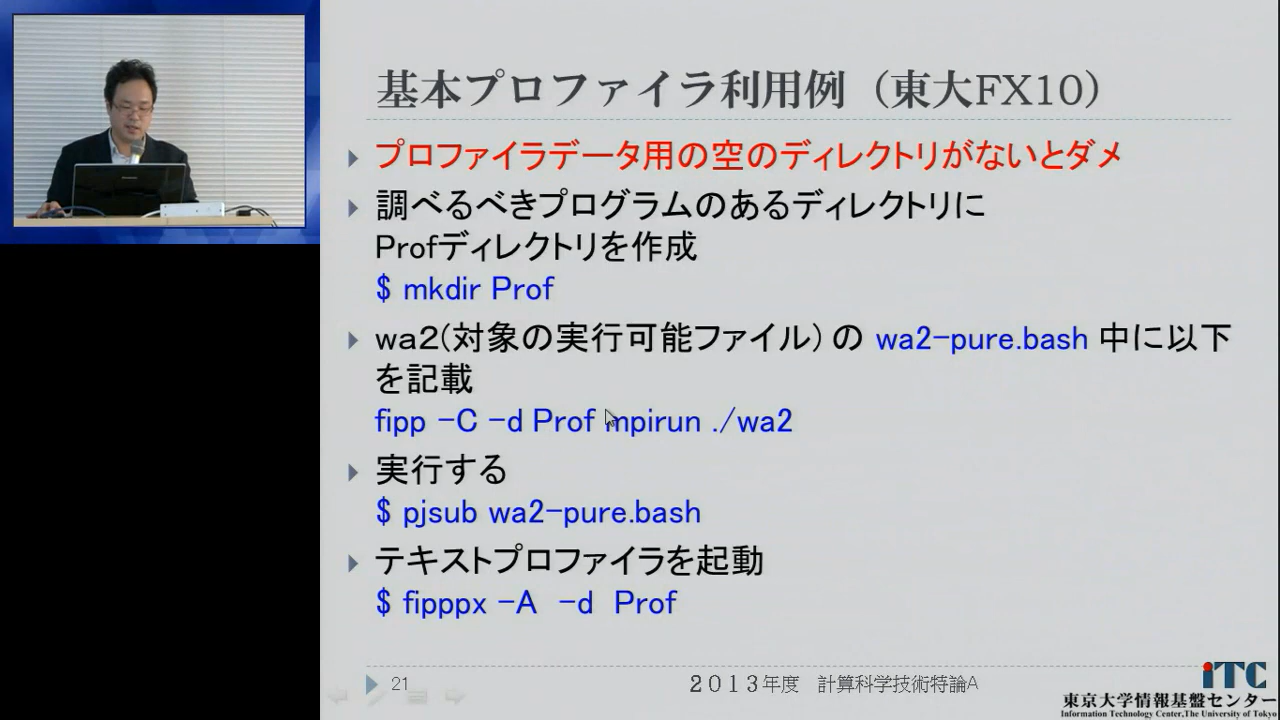 基本プロファイラ利用例（東大FX10）
プロファイラデータ用の空のディレクトリがないとダメ
調べるべきプログラムのあるディレクトリに
Profディレクトリを作成
$ mkdir Prof
wa2(対象の実行可能ファイル）の wa2-pure.bash 中に以下
を記載
fipp -C -d Prof mpirun ./wa2
実行する
$ pjsub wa2-pure.bash
テキストプロファイラを起動
$ fipppx -A -d Prof
21
２０１３年度 計算科学技術特論A
iTC
東京大学情報基盤センター
Information Technology Center,The University of Tokyo